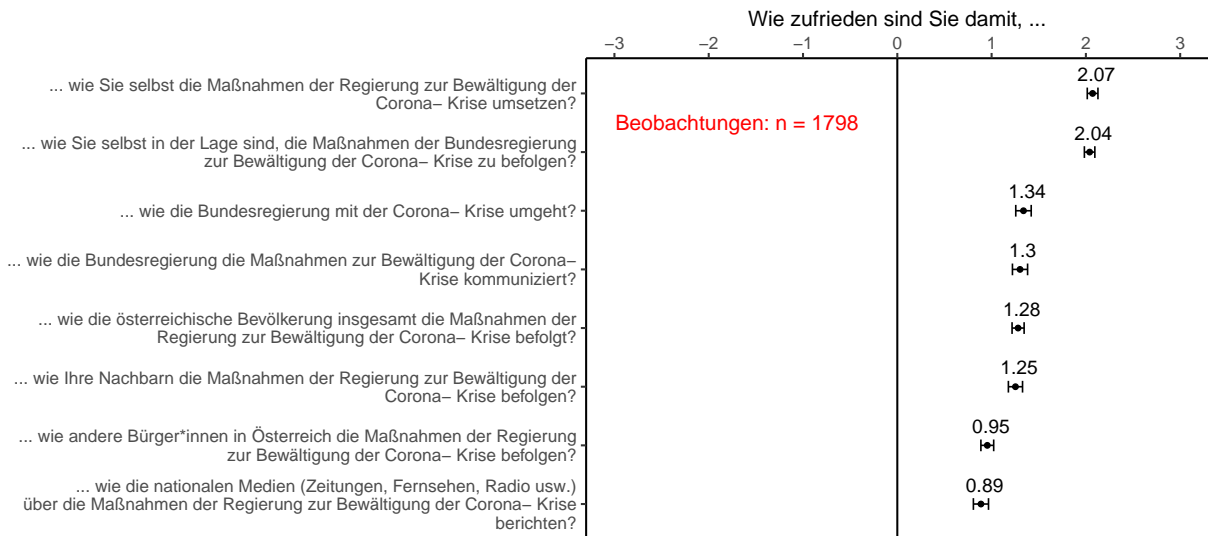 Wie zufrieden sind Sie damit, ...
−3 −2 −1 0 1 2 3
... wie Sie selbst die Maßnahmen der Regierung zur Bewältigung der
Corona− Krise umsetzen?
2.07
Beobachtungen: n = 1798
... wie Sie selbst in der Lage sind, die Maßnahmen der Bundesregierung
zur Bewältigung der Corona− Krise zu befolgen?
2.04
... wie die Bundesregierung mit der Corona− Krise umgeht?
1.34
... wie die Bundesregierung die Maßnahmen zur Bewältigung der Corona−
Krise kommuniziert?
1.3
... wie die österreichische Bevölkerung insgesamt die Maßnahmen der
Regierung zur Bewältigung der Corona− Krise befolgt?
1.28
... wie Ihre Nachbarn die Maßnahmen der Regierung zur Bewältigung der
Corona− Krise befolgen?
1.25
... wie andere Bürger*innen in Österreich die Maßnahmen der Regierung
zur Bewältigung der Corona− Krise befolgen?
0.95
... wie die nationalen Medien (Zeitungen, Fernsehen, Radio usw.)
über die Maßnahmen der Regierung zur Bewältigung der Corona− Krise
berichten?
0.89